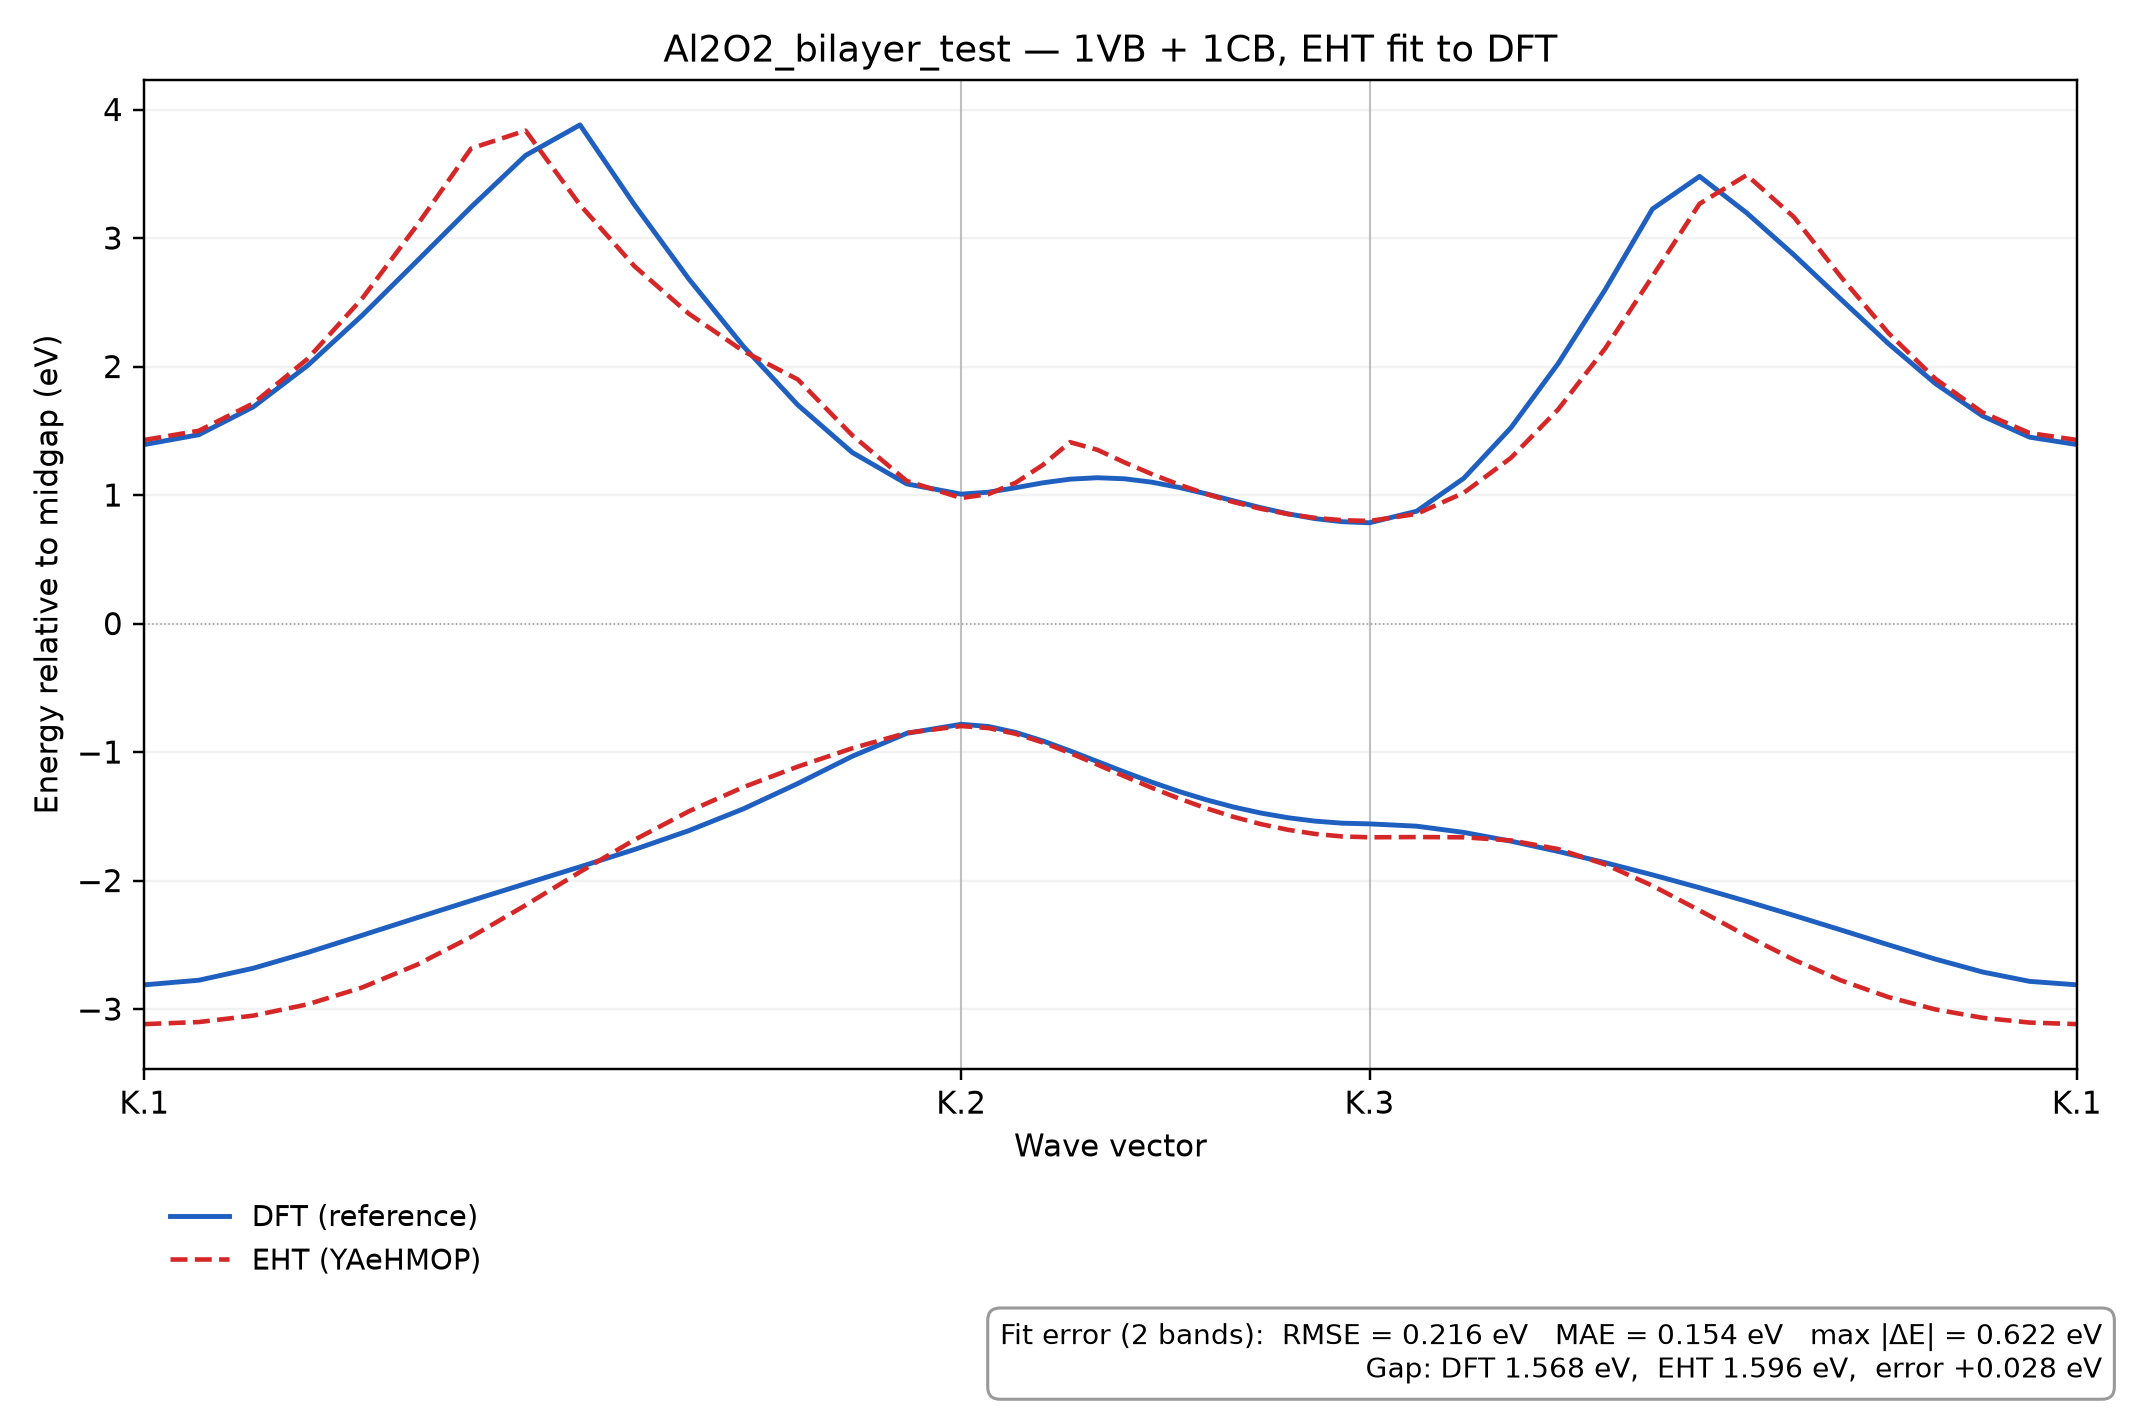 Al2O2_bilayer_test — 1VB + 1CB, EHT fit to DFT
Energy relative to midgap (eV)
4
3
2
1
0
−1
−2
−3
K.1
K.2
K.3
K.1
Wave vector
DFT (reference)
EHT (YAeHMOP)
Fit error (2 bands):  RMSE = 0.216 eV   MAE = 0.154 eV   max |ΔE| = 0.622 eV
Gap: DFT 1.568 eV,  EHT 1.596 eV,  error +0.028 eV